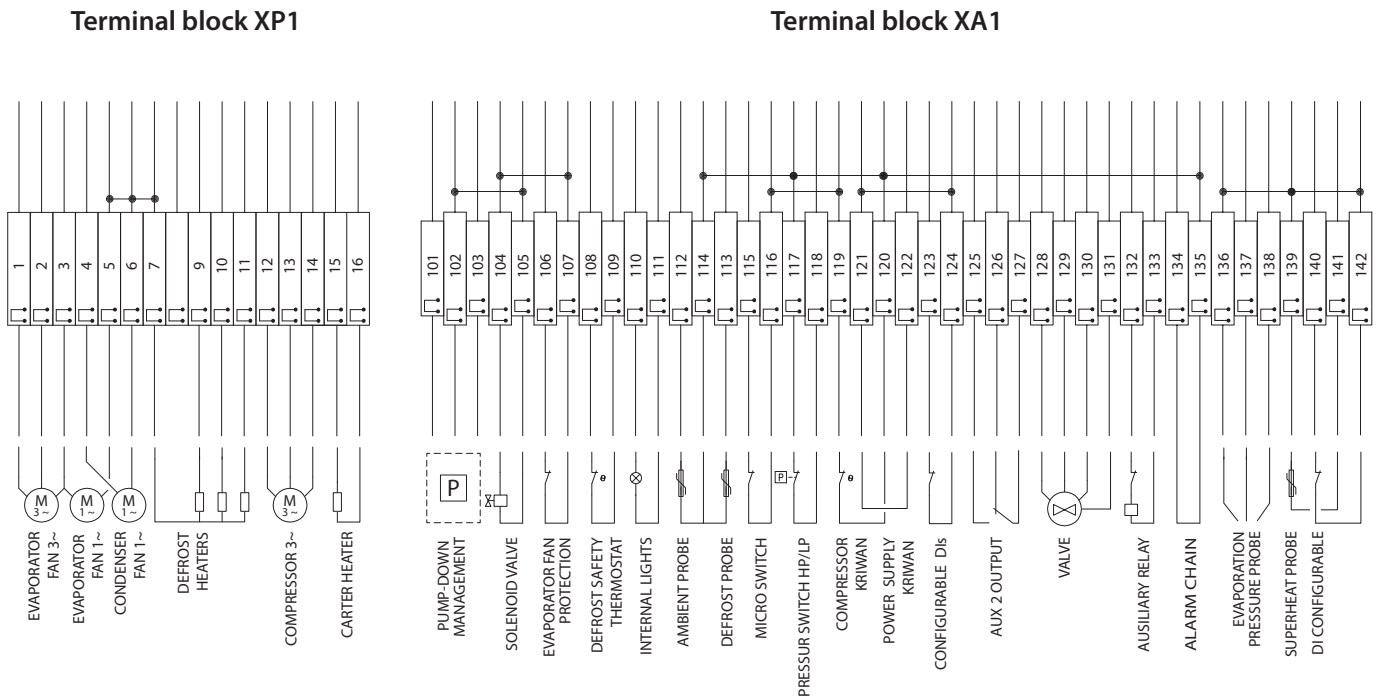 Terminal block XP1
Terminal block XA1
1 2 3 4 5 6 7 9 10 11 12 13 14 15 16
101 102 103 104 105 106 107 108 109 110 111 112 114 113 115 116 117 118 119 121 120 122 123 124 125 126 127 128 129 130 131 132 133 134 135 136 137 138 139 140 141 142
M
3 ~
M
1 ~
M
1 ~
M
3 ~
P
θ
P
θ
EVAPORATOR
FAN 3~
EVAPORATOR
FAN 1~
CONDENSER
FAN 1~
DEFROST
HEATERS
COMPRESSOR 3~
CARTER HEATER
PUMP-DOWN
MANAGEMENT
SOLENOID VALVE
EVAPORATOR FAN
PROTECTION
DEFROST SAFETY
THERMOSTAT
INTERNAL LIGHTS
AMBIENT PROBE
DEFROST PROBE
MICRO SWITCH
PRESSUR SWITCH HP/LP
COMPRESSOR
KRIWAN
POWER SUPPLY
KRIWAN
CONFIGURABLE DIs
AUX 2 OUTPUT
VALVE
AUSILIARY RELAY
ALARM CHAIN
EVAPORATION
PRESSURE PROBE
SUPERHEAT PROBE
DI CONFIGURABLE